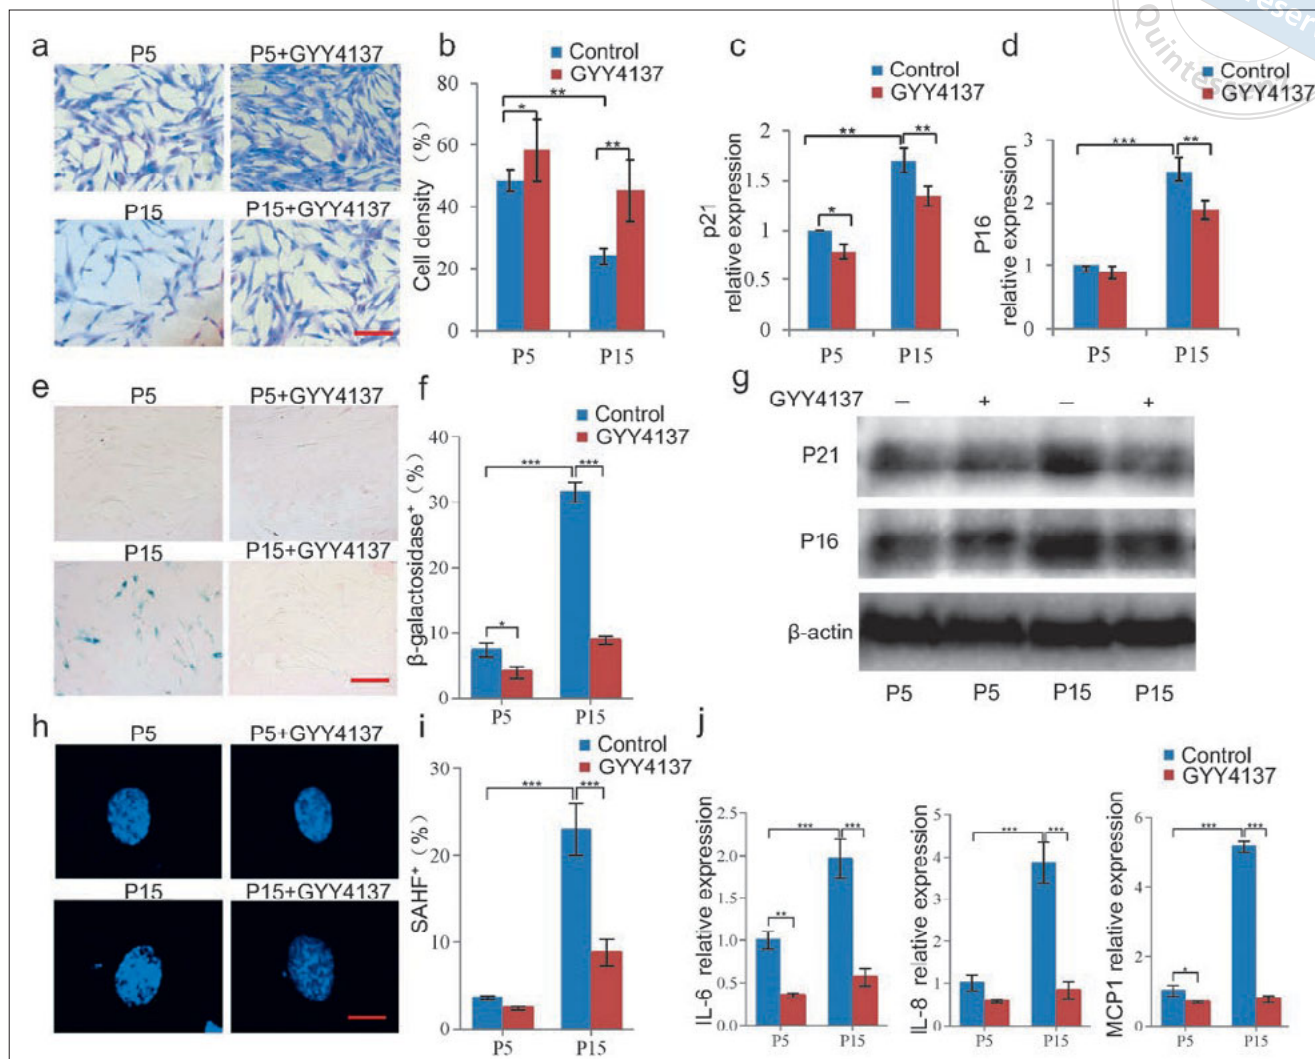 a
P5
P5+GYY4137
P15
P15+GYY4137
b
Control
GYY4137
Cell density (%)
80
60
40
20
0
**
*
**
P5
P15
c
Control
GYY4137
p21
relative expression
2
1.5
1
0.5
0
**
**
*
P5
P15
d
Control
GYY4137
P16
relative expression
3
2
1
0
***
**
P5
P15
Quintesse
e
P5
P5+GYY4137
P15
P15+GYY4137
f
Control
GYY4137
β-galactosidase⁺ (%)
40
30
20
10
0
***
***
*
P5
P15
g
GYY4137
— + — +
P21
P16
β-actin
P5 P5 P15 P15
h
P5
P5+GYY4137
P15
P15+GYY4137
i
Control
GYY4137
SAHF⁺ (%)
30
20
10
0
***
***
P5
P15
j
Control
GYY4137
IL-6 relative expression
2.5
2.0
1.5
1.0
0.5
0
***
***
**
P5
P15
IL-8 relative expression
5
4
3
2
1
0
***
***
P5
P15
MCP1 relative expression
6
4
2
0
***
***
*
P5
P15